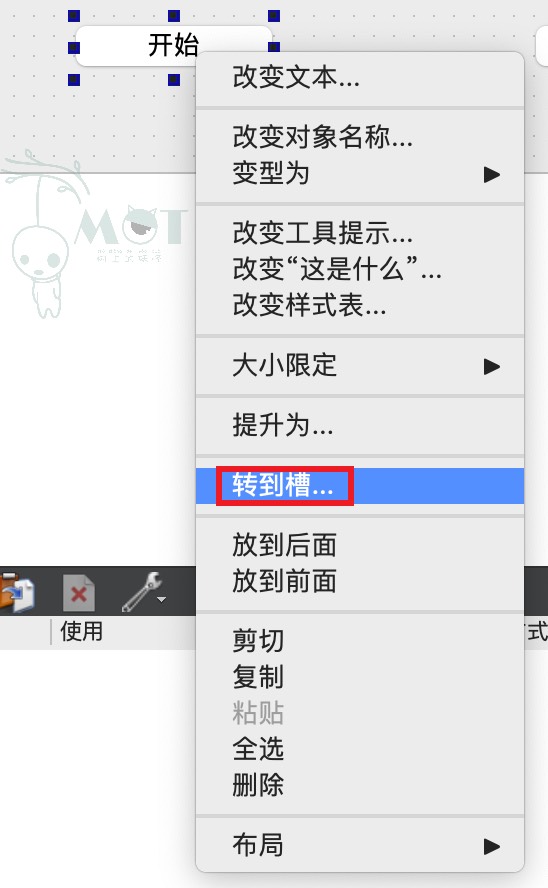 开始
改变文本...
改变对象名称...
变型为
MOT
改变工具提示...
改变“这是什么”...
改变样式表...
大小限定
提升为...
转到槽...
放到后面
放到前面
使用
式
剪切
复制
粘贴
全选
删除
布局